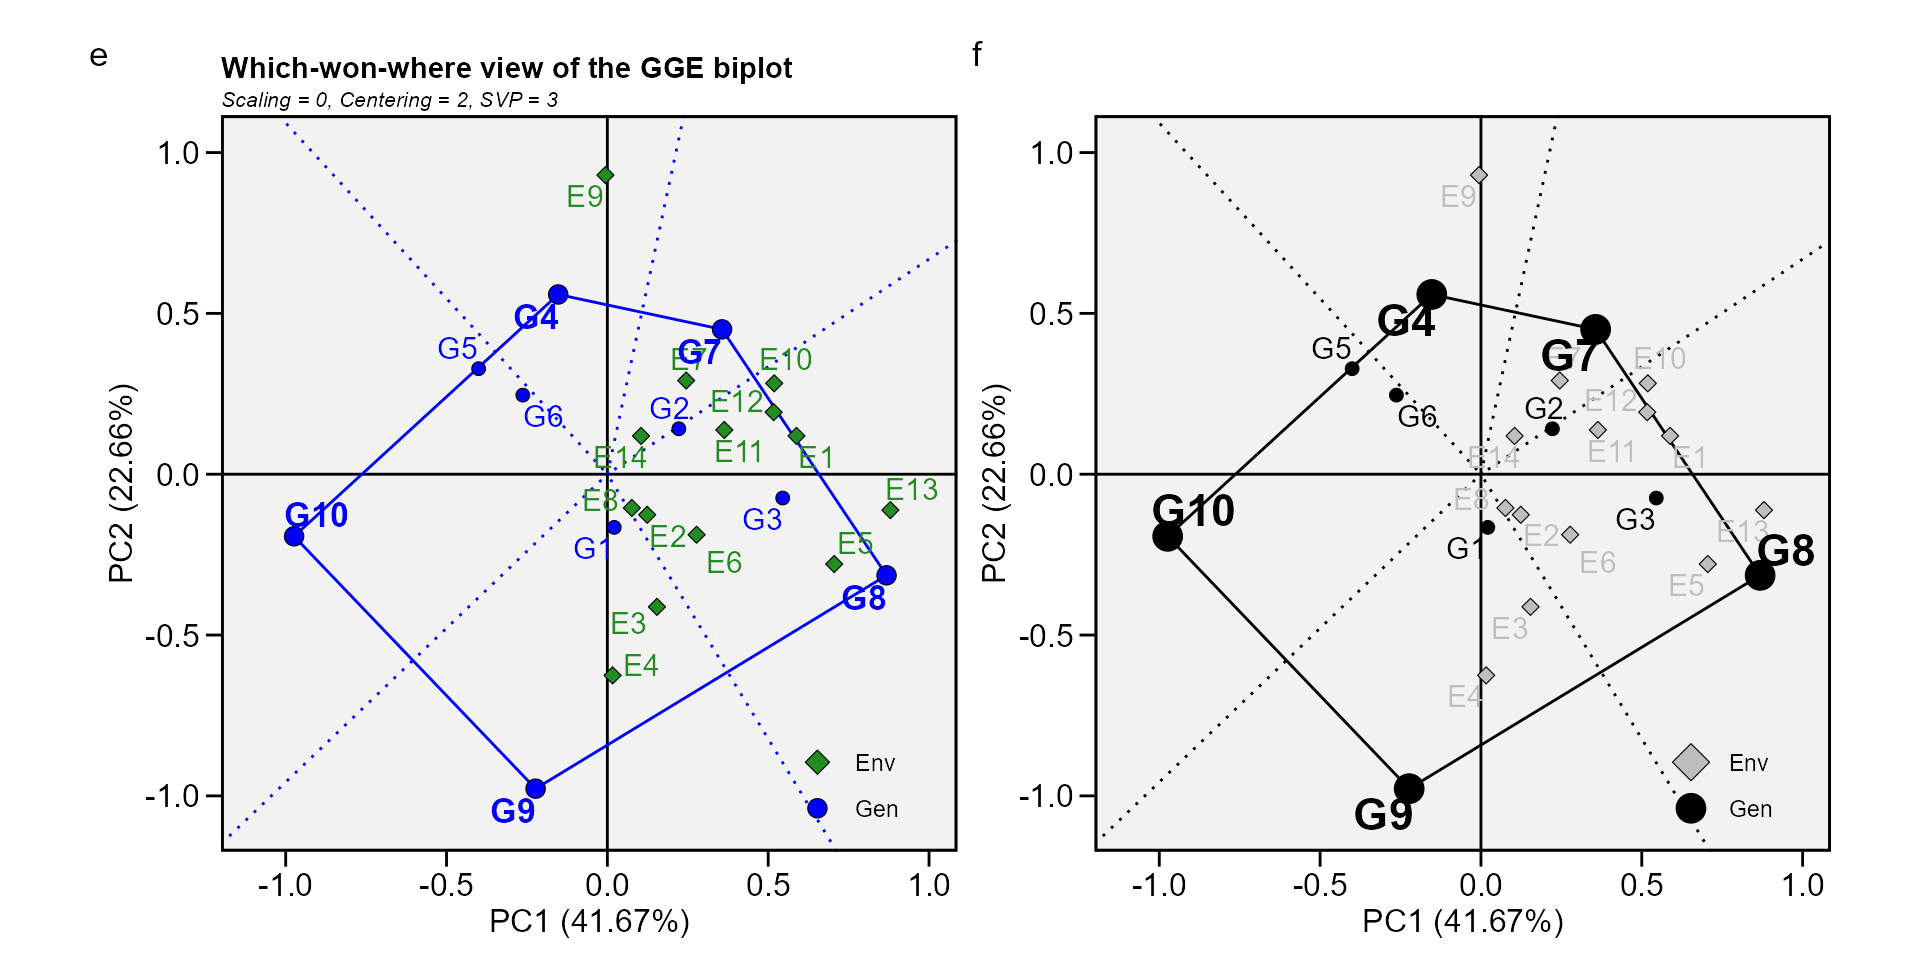 e
Which-won-where view of the GGE biplot
Scaling = 0, Centering = 2, SVP = 3
1.0
0.5
0.0
-0.5
-1.0
PC2 (22.66%)
E9
G4
G5
G7
E7
E10
G6
G2
E12
E14
E11
E1
E13
G10
E8
G1
E2
E6
G3
E5
G8
E3
E4
G9
Env
Gen
-1.0
-0.5
0.0
0.5
1.0
PC1 (41.67%)
f
1.0
0.5
0.0
-0.5
-1.0
PC2 (22.66%)
E9
G4
G5
G7
E7
E10
G6
G2
E12
E14
E11
E1
G10
E8
G1
E2
E6
G3
E13
G8
E5
E3
E4
G9
Env
Gen
-1.0
-0.5
0.0
0.5
1.0
PC1 (41.67%)